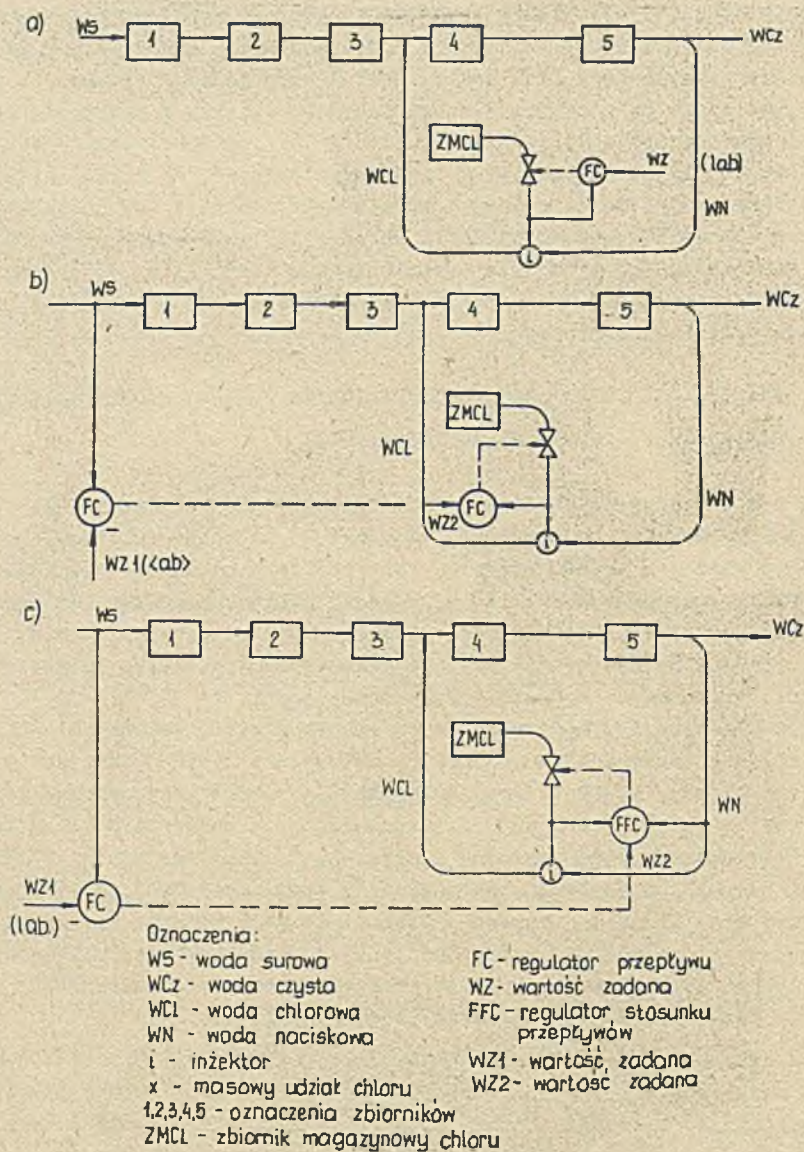 a)
WS
1
2
3
4
5
WCz
ZMCL
FC
WZ
(lab)
WCL
WN
i
b)
WS
1
2
3
4
5
WCz
ZMCL
WCL
FC
FC
WZ2
WN
i
-
WZ1(<ab>
c)
WS
1
2
3
4
5
WCz
ZMCL
WCL
FFC
WN
WZ2
i
WZ1
FC
(lab.) -
Oznaczenia:
WS - woda surowa
WCz - woda czysta
WCl - woda chlorowa
WN - woda naciskowa
i - inżektor
x - masowy udział chloru
1,2,3,4,5 - oznaczenia zbiorników
ZMCL - zbiornik magazynowy chloru
FC - regulator przepływu
WZ - wartość zadana
FFC - regulator stosunku
przepływów
WZ1 - wartość zadana
WZ2 - wartość zadana